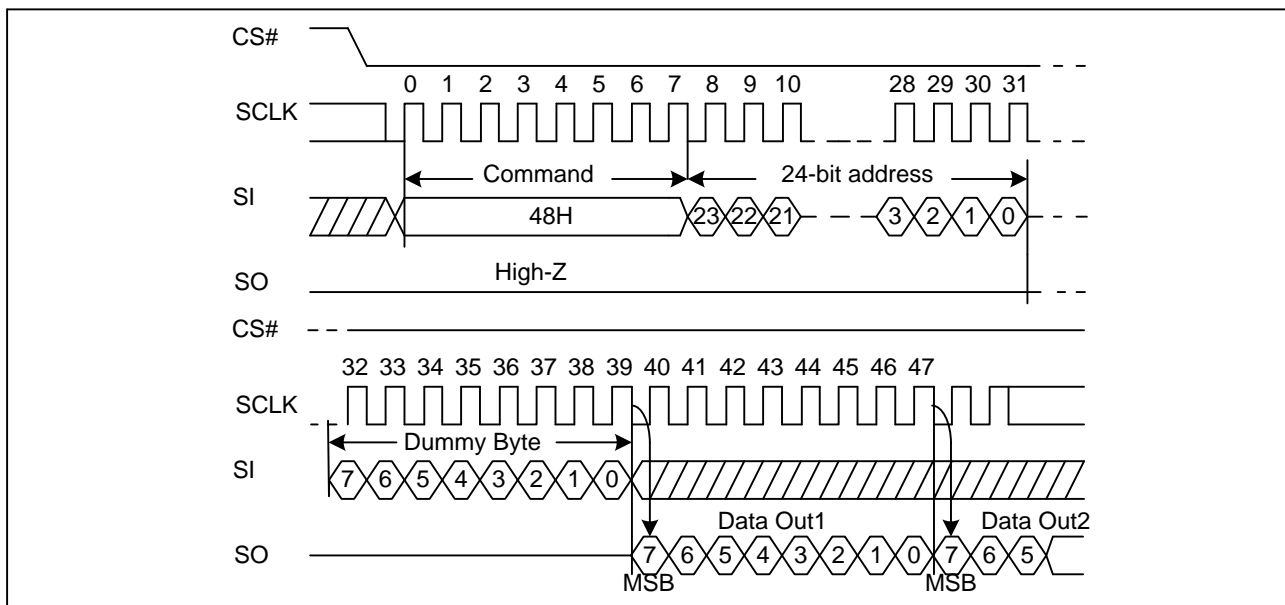 CS#
0 1 2 3 4 5 6 7 8 9 10 28 29 30 31
SCLK
Command 24-bit address
SI
48H 23 22 21 3 2 1 0
High-Z
SO
CS#
32 33 34 35 36 37 38 39 40 41 42 43 44 45 46 47
SCLK
Dummy Byte
SI
7 6 5 4 3 2 1 0
Data Out1 Data Out2
SO
7 6 5 4 3 2 1 0 7 6 5
MSB MSB